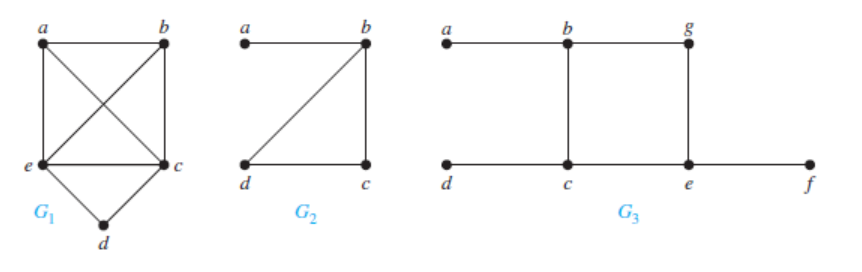 a b a b a b g
e c d c d c e f
G₁ G₂ G₃
d